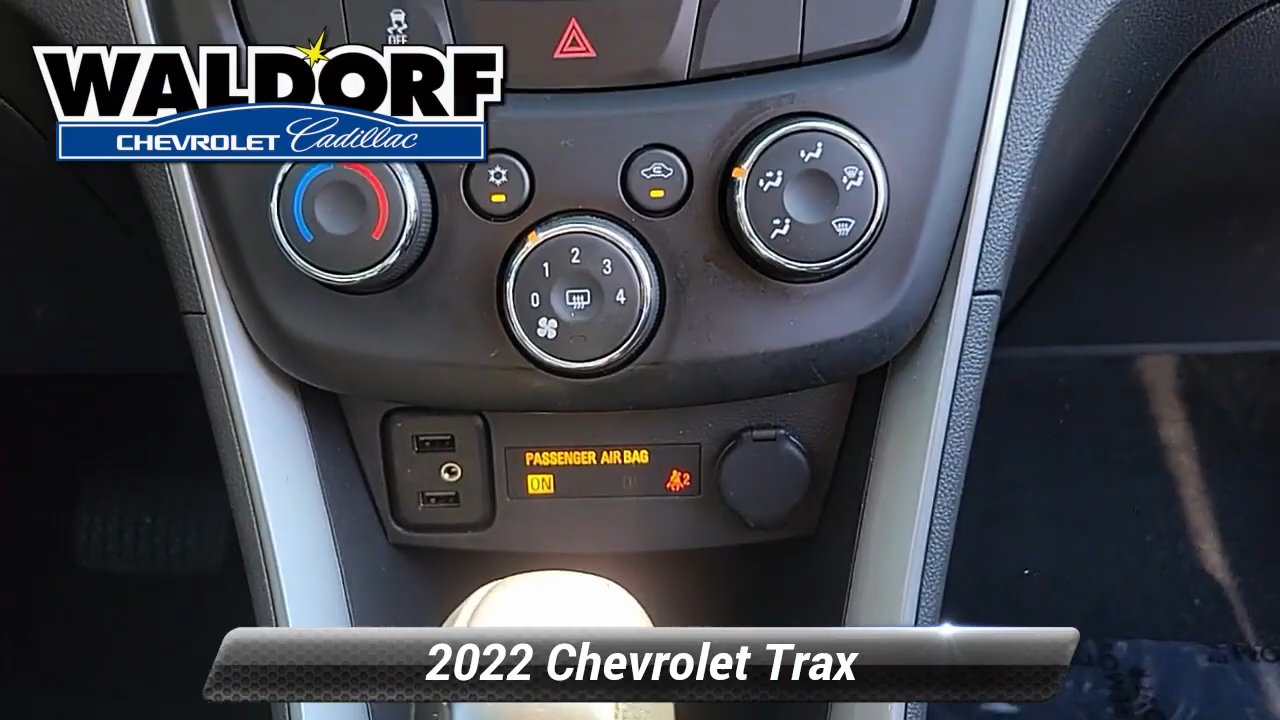 OFF
WALDORF
CHEVROLET Cadillac
0 1 2 3 4
PASSENGER AIR BAG
ON
2
2022 Chevrolet Trax